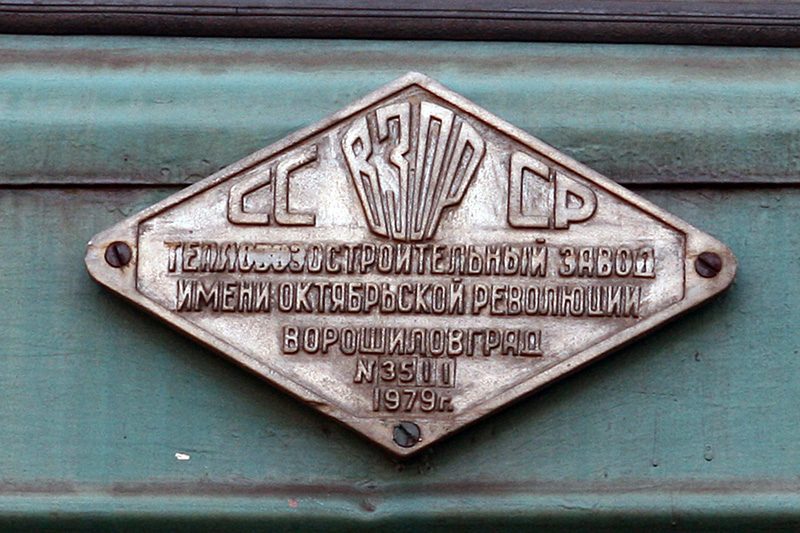 СС ВЗОР СР
ТЕПЛОВОЗОСТРОИТЕЛЬНЫЙ ЗАВОД
ИМЕНИ ОКТЯБРЬСКОЙ РЕВОЛЮЦИИ
ВОРОШИЛОВГРАД
N 3511
1979г.